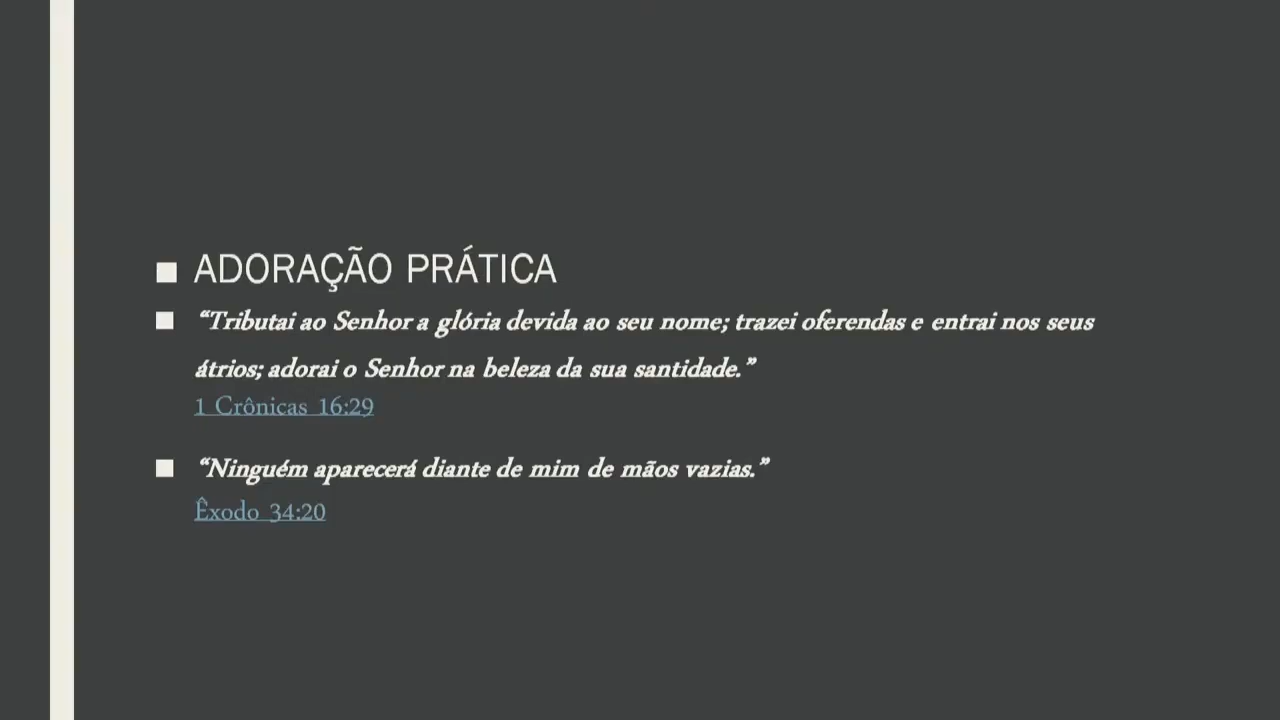 ADORAÇÃO PRÁTICA
“Tributai ao Senhor a glória devida ao seu nome; trazei oferendas e entrai nos seus
átrios; adorai o Senhor na beleza da sua santidade.”
1 Crônicas 16:29
“Ninguém aparecerá diante de mim de mãos vazias.”
Êxodo 34:20